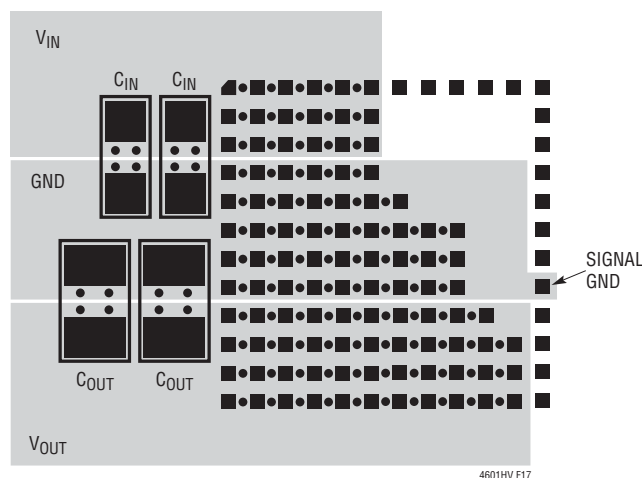 VIN
CIN CIN
GND
SIGNAL
GND
COUT COUT
VOUT
4601HV F17